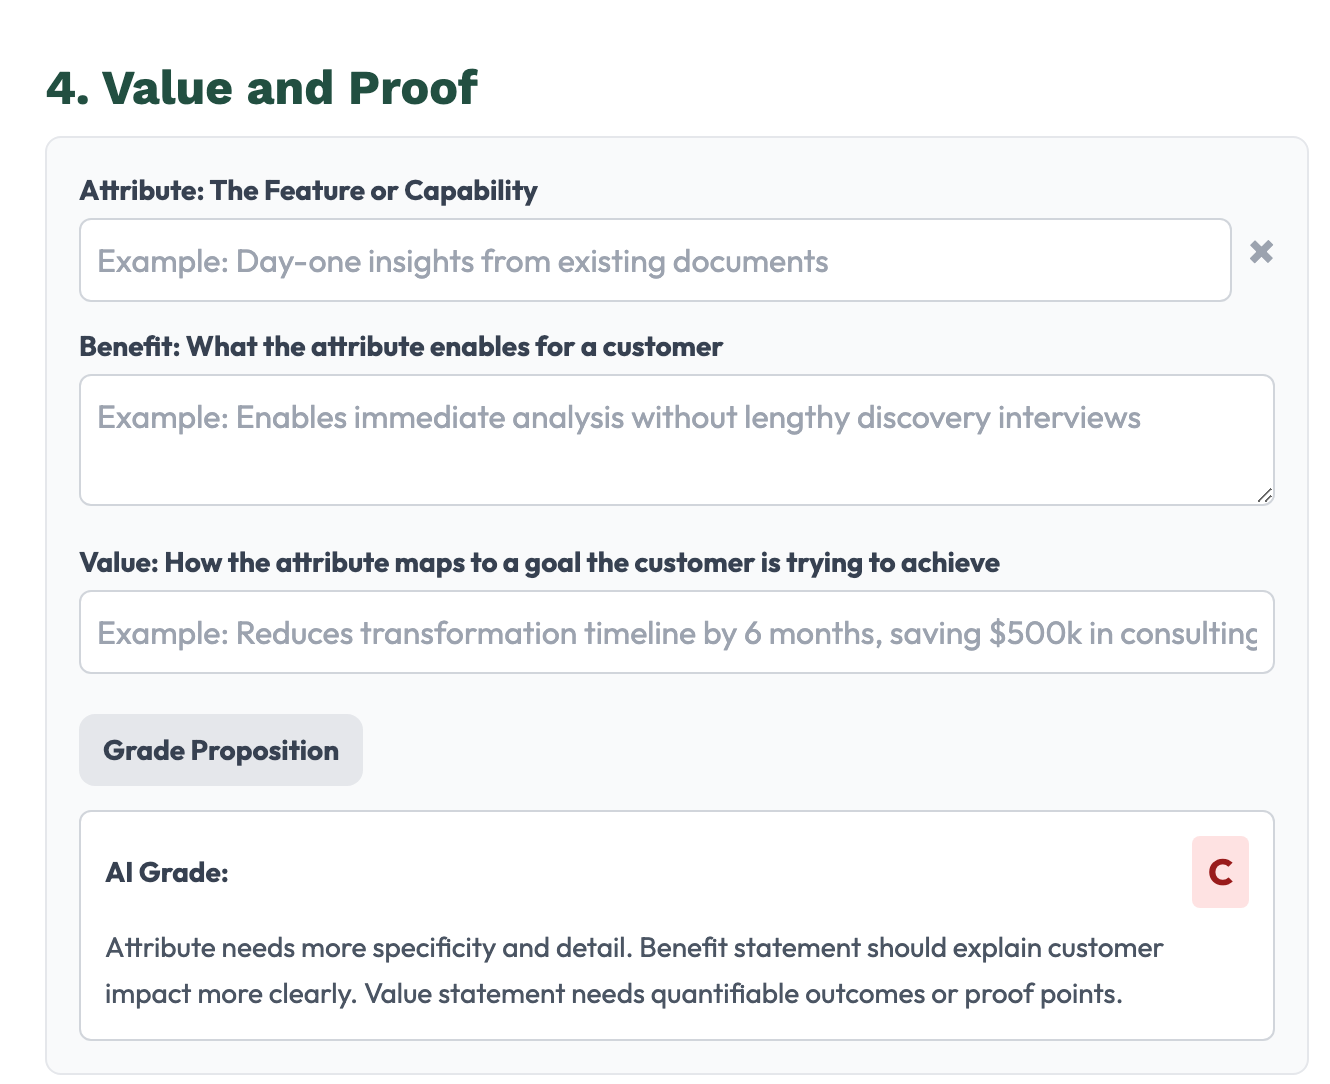 4. Value and Proof
Attribute: The Feature or Capability
Example: Day-one insights from existing documents
✖
Benefit: What the attribute enables for a customer
Example: Enables immediate analysis without lengthy discovery interviews
Value: How the attribute maps to a goal the customer is trying to achieve
Example: Reduces transformation timeline by 6 months, saving $500k in consulting
Grade Proposition
AI Grade:
C
Attribute needs more specificity and detail. Benefit statement should explain customer
impact more clearly. Value statement needs quantifiable outcomes or proof points.